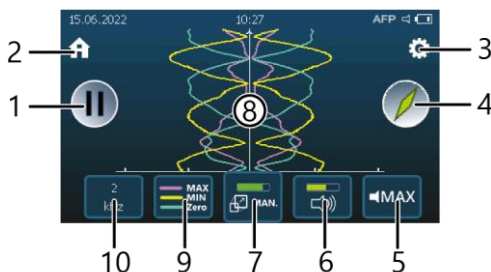 15.06.2022 10:27 AFP
2 3
1 4
8
2
kHz
MAX
MIN
Zero
MAN.
MAX
10 9 7 6 5